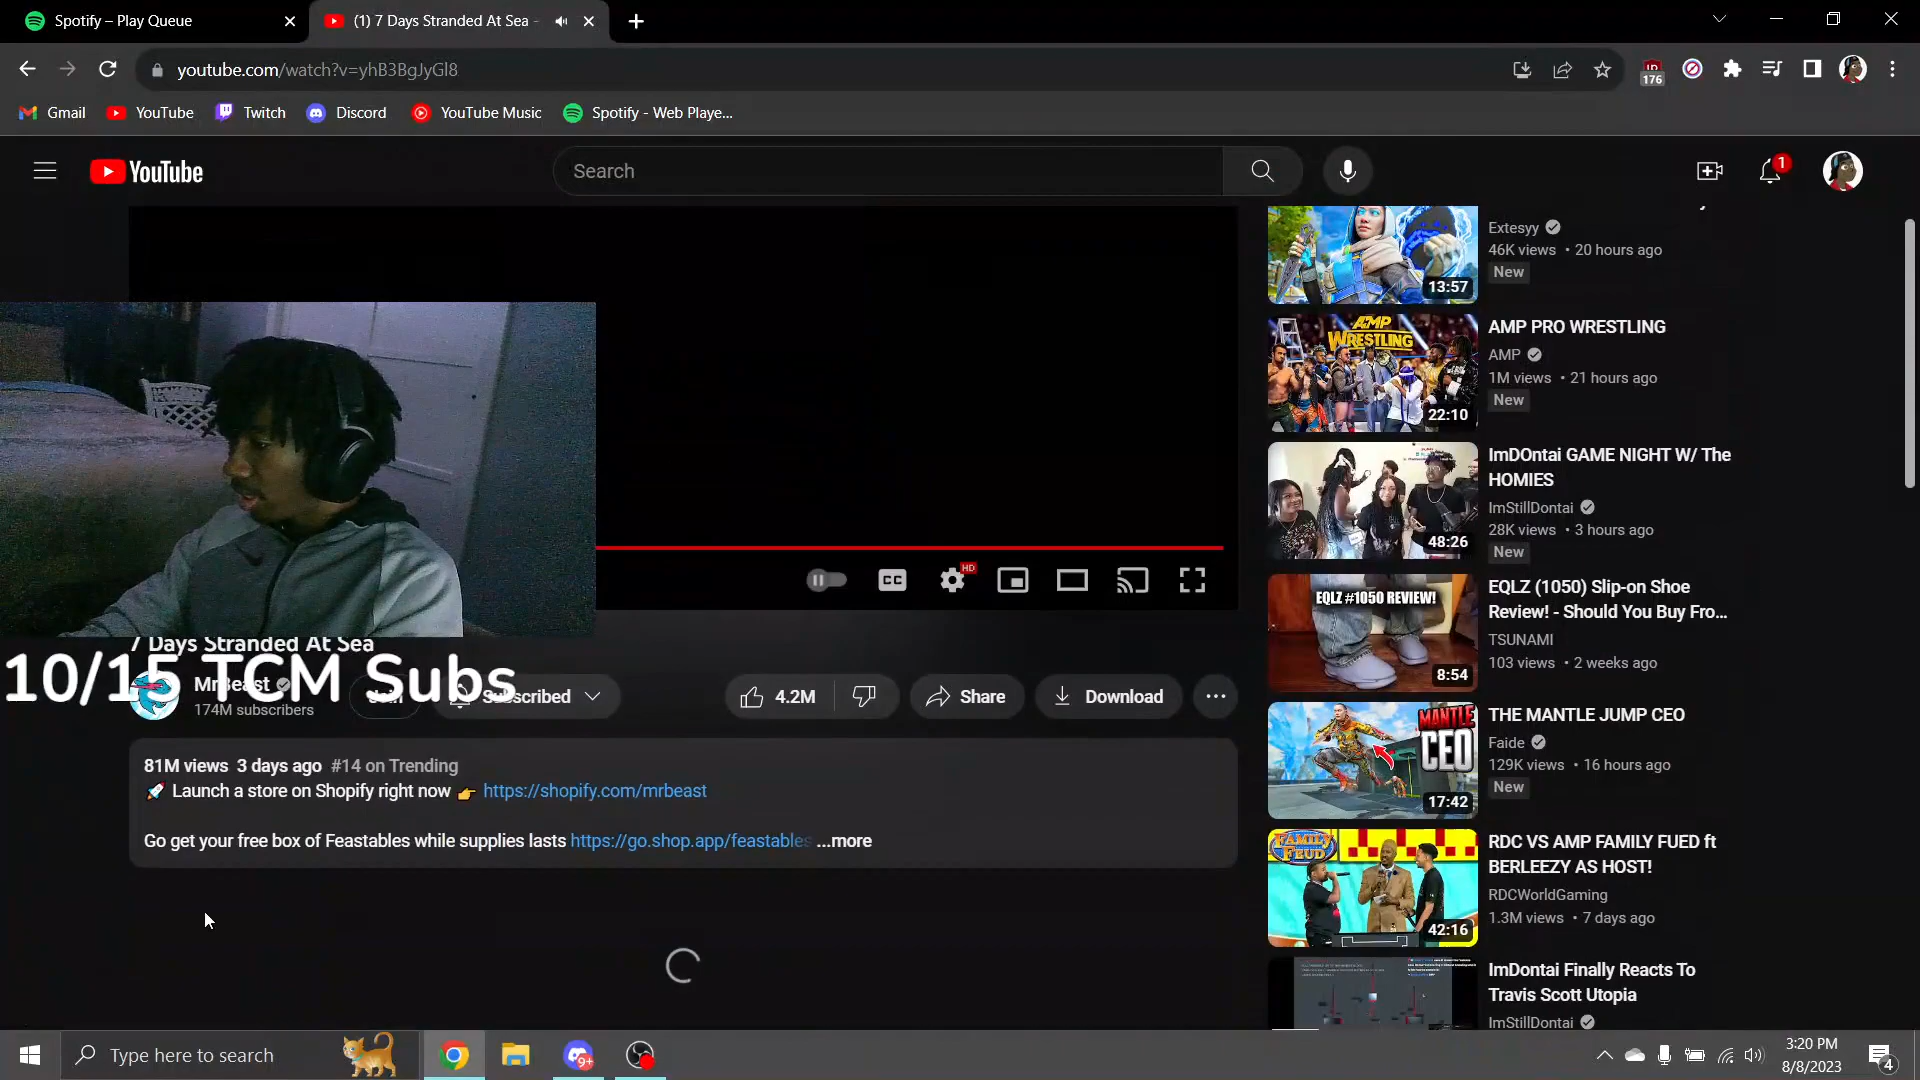 Spotify – Play Queue
(1) 7 Days Stranded At Sea -
youtube.com/watch?v=yhB3BgJyGl8
176
Gmail
YouTube
Twitch
Discord
YouTube Music
Spotify - Web Playe...
YouTube
Search
1
Extesyy
46K views • 20 hours ago
New
13:57
AMP WRESTLING
22:10
AMP PRO WRESTLING
AMP
1M views • 21 hours ago
New
48:26
ImDOntai GAME NIGHT W/ The
HOMIES
ImStillDontai
28K views • 3 hours ago
New
EQLZ #1050 REVIEW!
8:54
EQLZ (1050) Slip-on Shoe
Review! - Should You Buy Fro...
TSUNAMI
103 views • 2 weeks ago
MANTLE
CEO
17:42
THE MANTLE JUMP CEO
Faide
129K views • 16 hours ago
New
FAMILY
FEUD
42:16
RDC VS AMP FAMILY FUED ft
BERLEEZY AS HOST!
RDCWorldGaming
1.3M views • 7 days ago
ImDontai Finally Reacts To
Travis Scott Utopia
ImStillDontai
CC
HD
7 Days Stranded At Sea
10/15 TCM Subs
MrBeast
174M subscribers
Join
Subscribed
4.2M
Share
Download
81M views 3 days ago #14 on Trending
🚀 Launch a store on Shopify right now 👉 https://shopify.com/mrbeast
Go get your free box of Feastables while supplies lasts https://go.shop.app/feastables ...more
Type here to search
9+
3:20 PM
8/8/2023
4